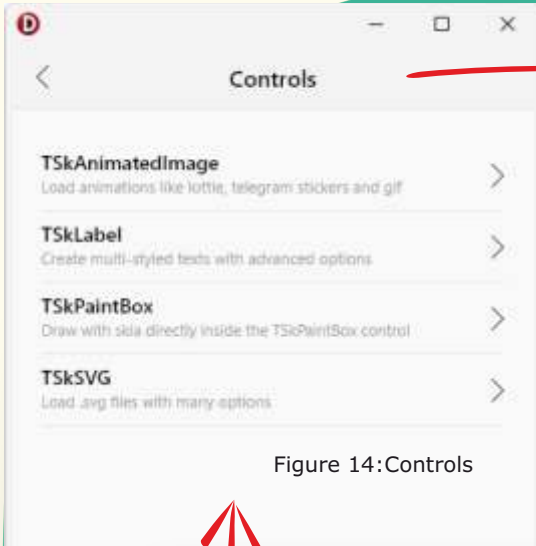 Controls
TSkAnimatedImage
Load animations like lottie, telegram stickers and gif
TSkLabel
Create multi-styled texts with advanced options
TSkPaintBox
Draw with skia directly inside the TSkPaintBox control
TSkSVG
Load .svg files with many options
Figure 14:Controls